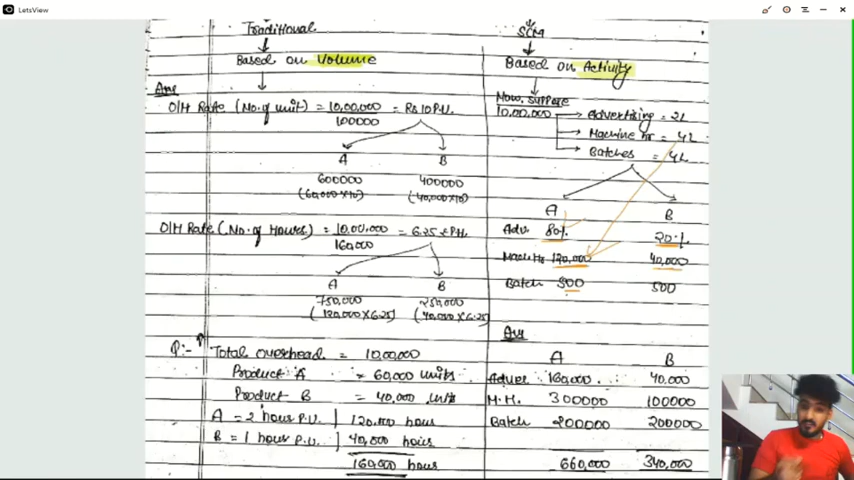 LetsView
Traditional
Based on Volume
Ans
O/H Rate (No. of unit) = 10,00,000 = Rs 10 P.U.
100000
A B
600000 400000
(60,000 x 10) (40,000 x 10)
O/H Rate (No. of Hours) = 10,00,000 = 6.25 P.H.
160,000
A B
750,000 250,000
(120,000 x 6.25) (40,000 x 6.25)
P:- Total overhead = 10,00,000
Product A = 60,000 units
Product B = 40,000 units
A = 2 hour P.U. | 120,000 hour
B = 1 hour P.U. | 40,000 hours
160,000 hours
SCM
Based on Activity
Now, suppose
10,00,000 Advertising = 2L
Machine hr = 4L
Batches = 4L
A B
Adv. 80% 20%
Mach Hr 120,000 40,000
Batch 500 500
Ans
A B
Adver 160,000 40,000
M.H. 300000 100000
Batch 200000 200000
660,000 340,000